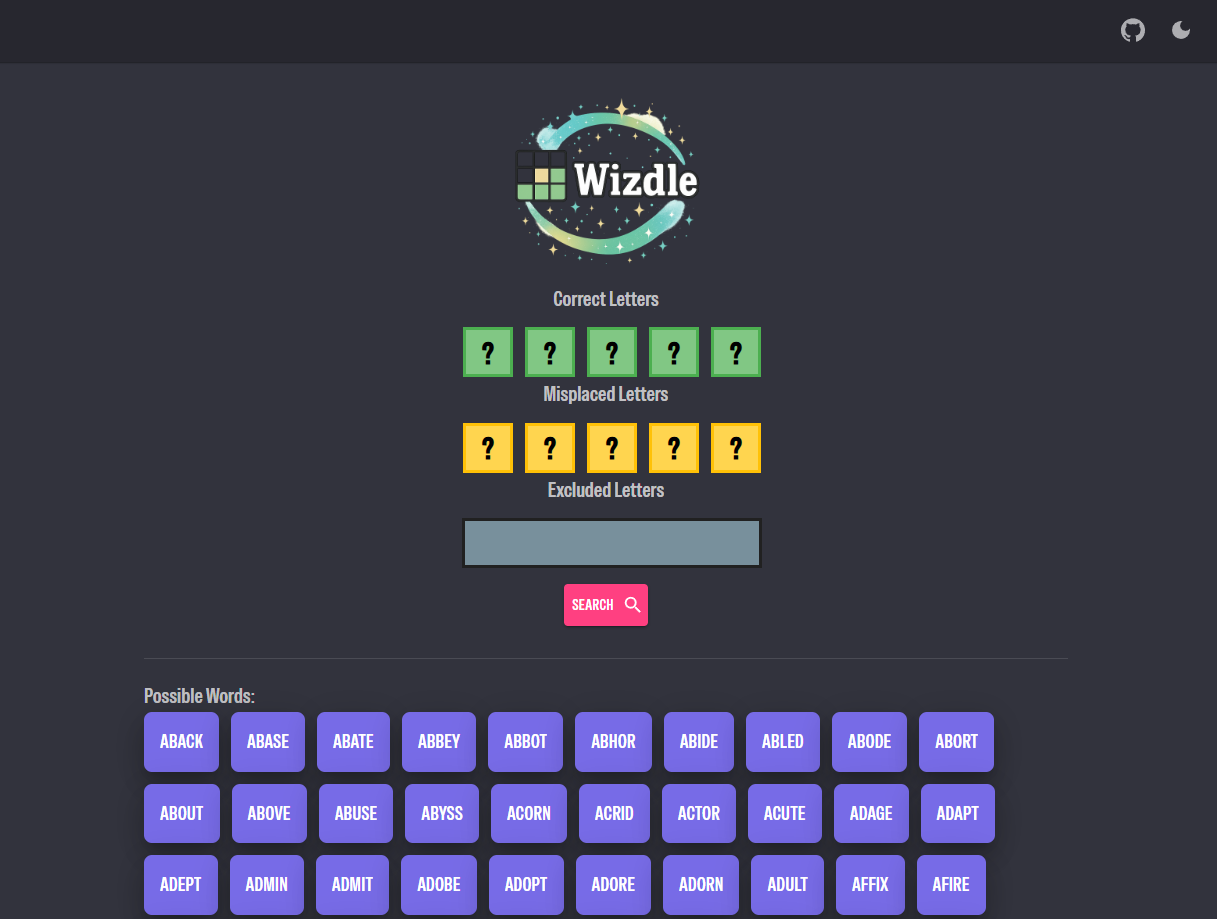 Wizdle
Correct Letters
? ? ? ? ?
Misplaced Letters
? ? ? ? ?
Excluded Letters
SEARCH
Possible Words:
ABACK ABASE ABATE ABBEY ABBOT ABHOR ABIDE ABLED ABODE ABORT
ABOUT ABOVE ABUSE ABYSS ACORN ACRID ACTOR ACUTE ADAGE ADAPT
ADEPT ADMIN ADMIT ADOBE ADOPT ADORE ADORN ADULT AFFIX AFIRE